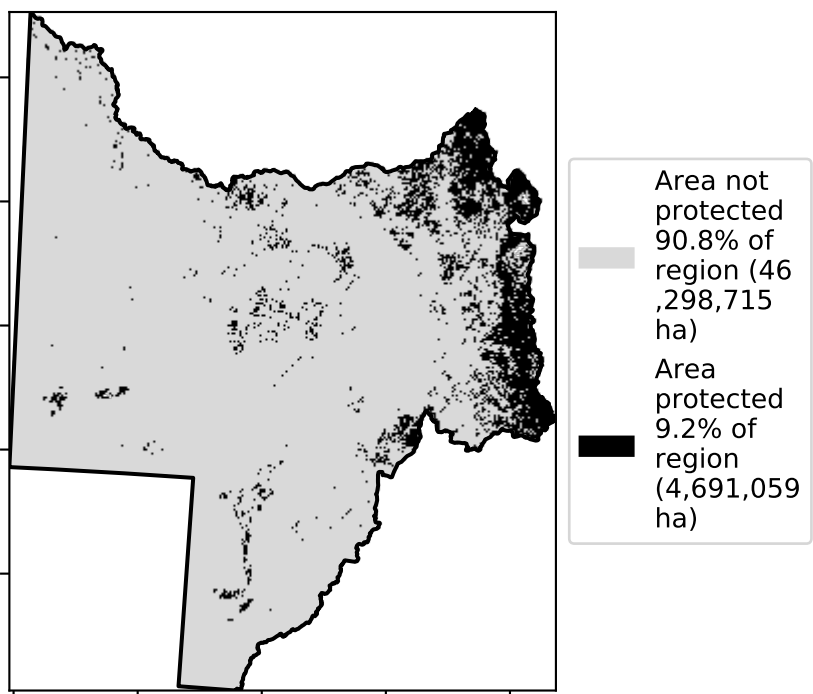 Area not
protected
90.8% of
region (46
,298,715
ha)
Area
protected
9.2% of
region
(4,691,059
ha)